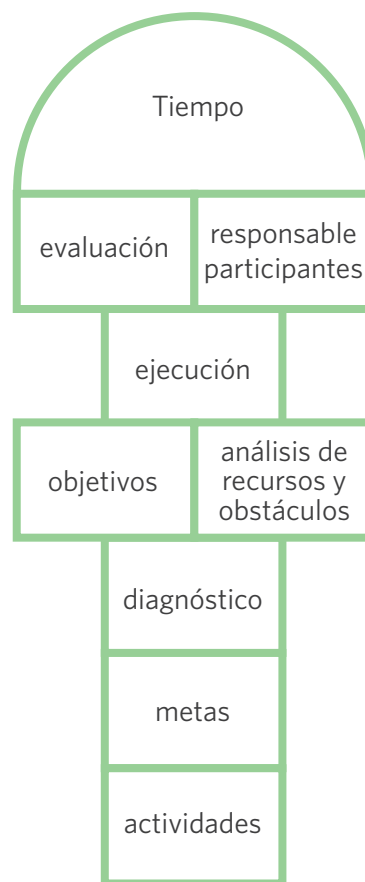 Tiempo
evaluación
responsable
participantes
ejecución
objetivos
análisis de
recursos y
obstáculos
diagnóstico
metas
actividades